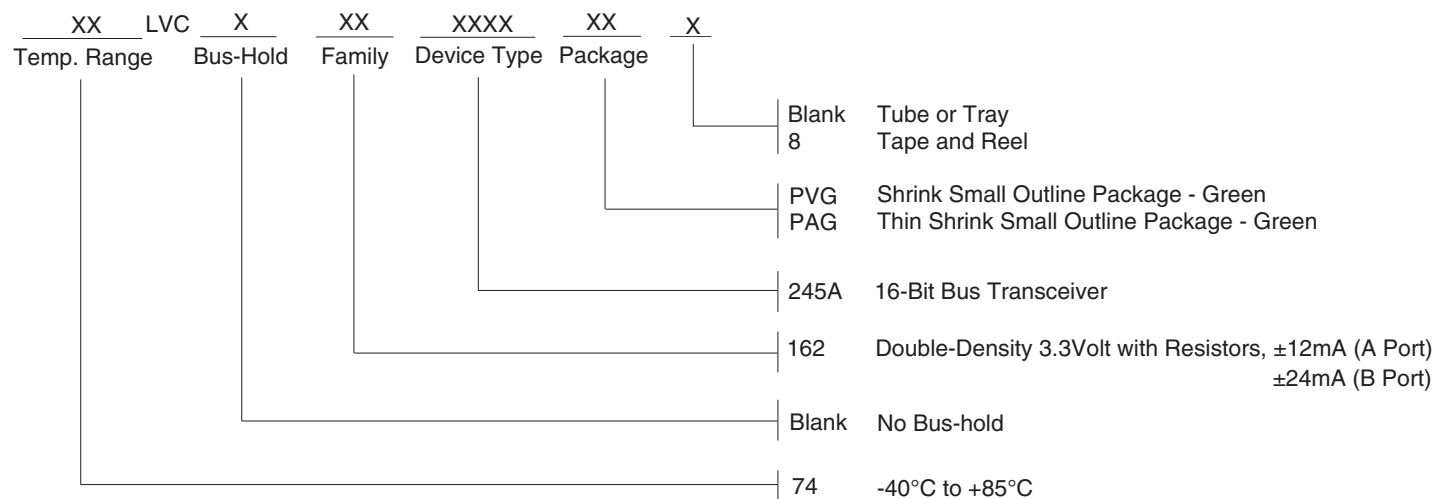 XX LVC X XX XXXX XX X
Temp. Range Bus-Hold Family Device Type Package
Blank Tube or Tray
8 Tape and Reel
PVG Shrink Small Outline Package - Green
PAG Thin Shrink Small Outline Package - Green
245A 16-Bit Bus Transceiver
162 Double-Density 3.3Volt with Resistors, ±12mA (A Port)
±24mA (B Port)
Blank No Bus-hold
74 -40°C to +85°C